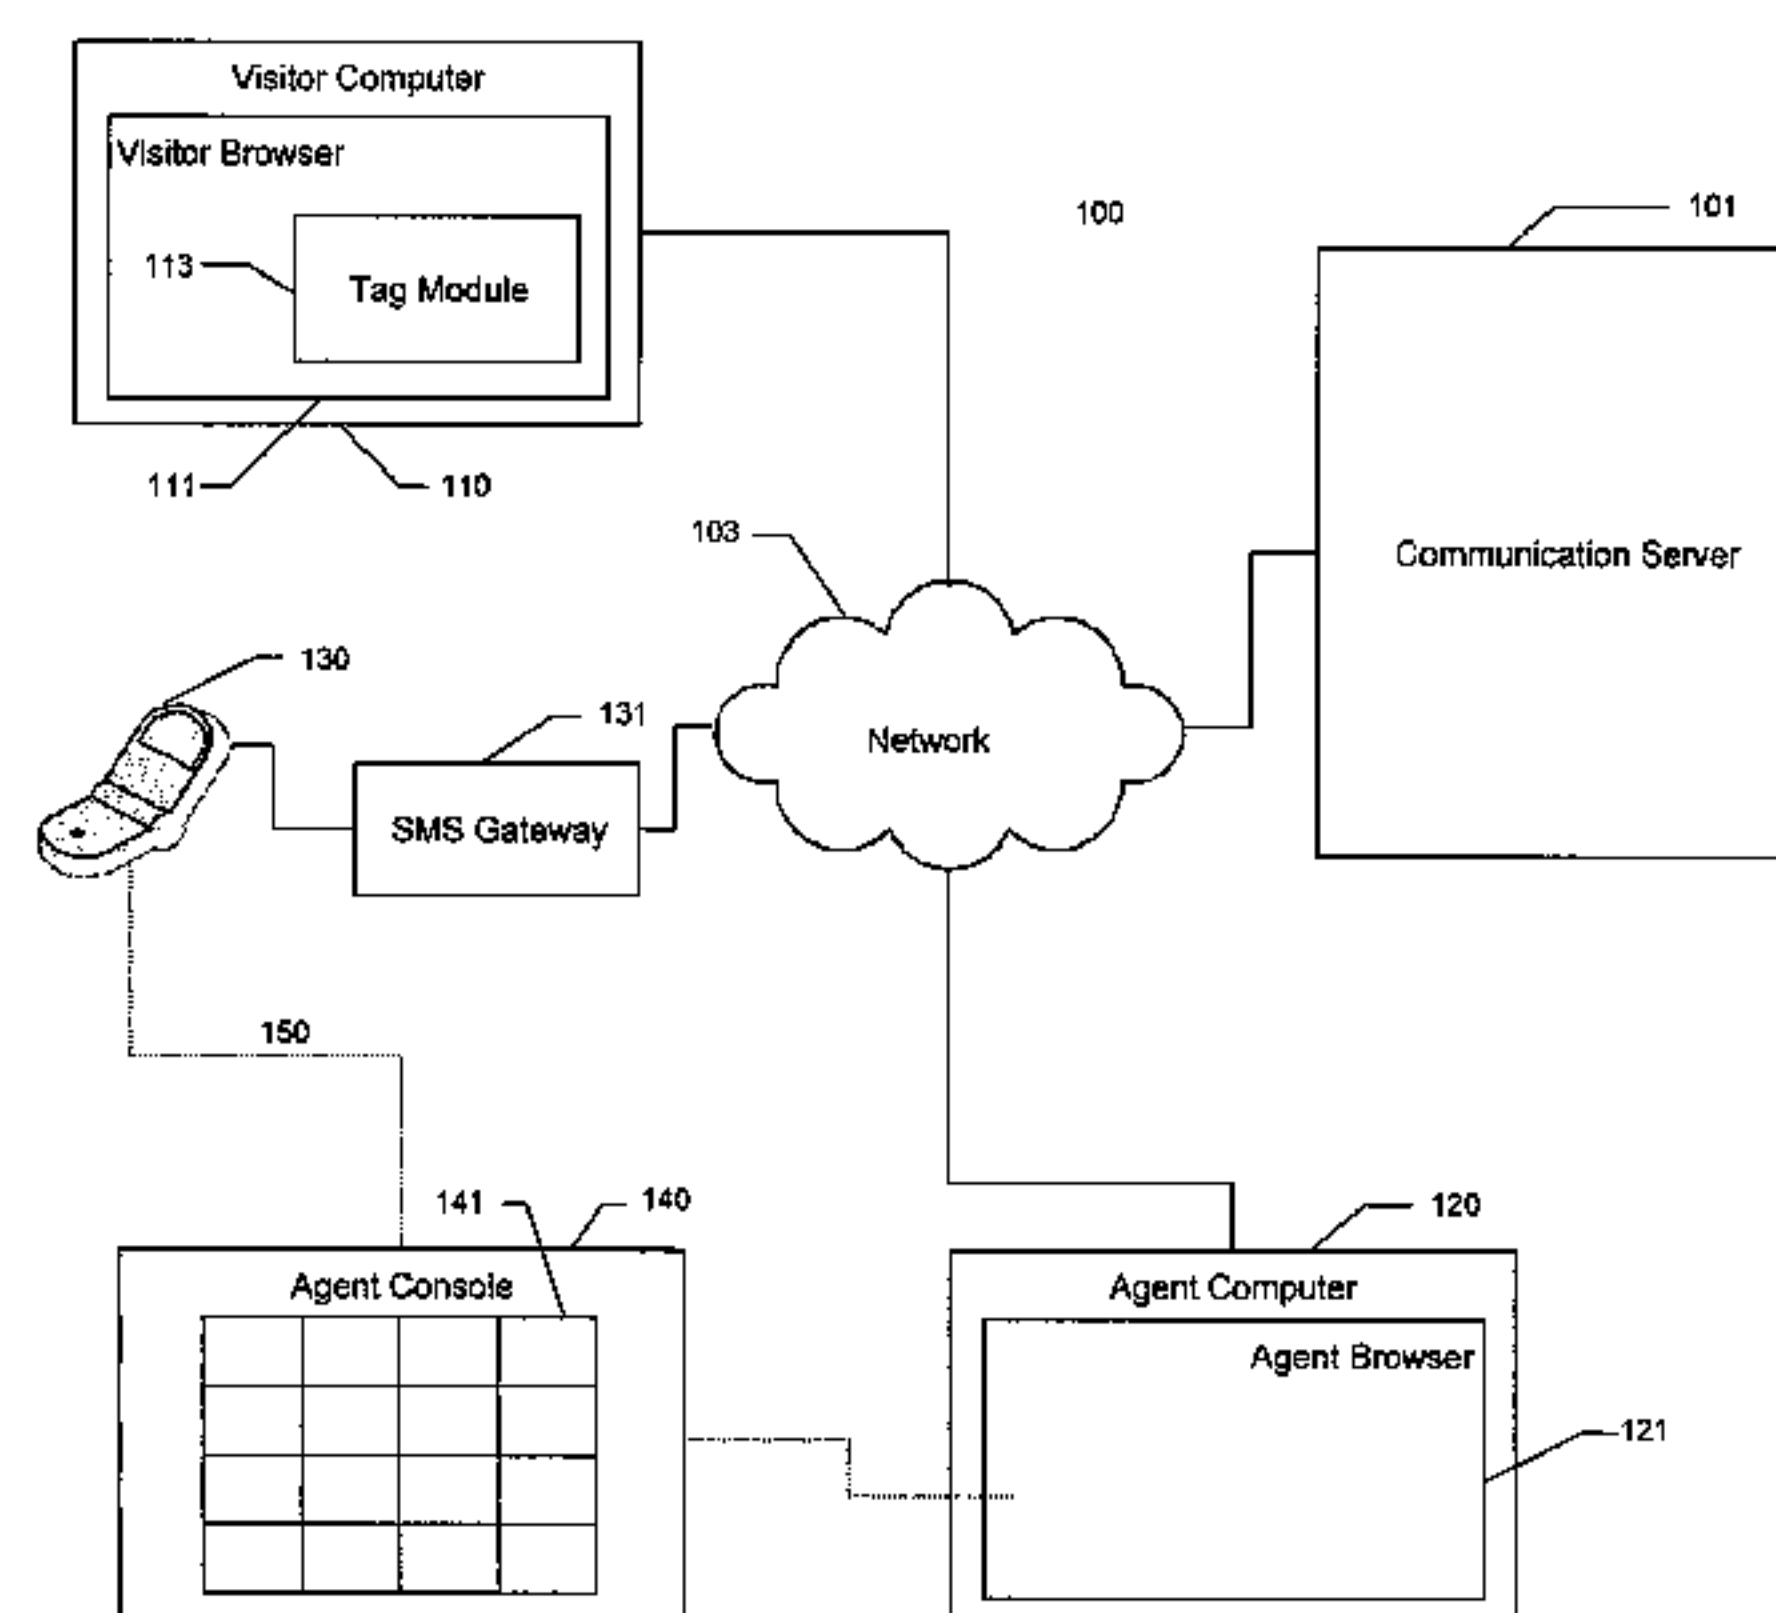 Visitor Computer
Visitor Browser
100
101
113
Tag Module
111
110
103
Communication Server
130
131
Network
SMS Gateway
150
141
140
120
Agent Console
Agent Computer
Agent Browser
121